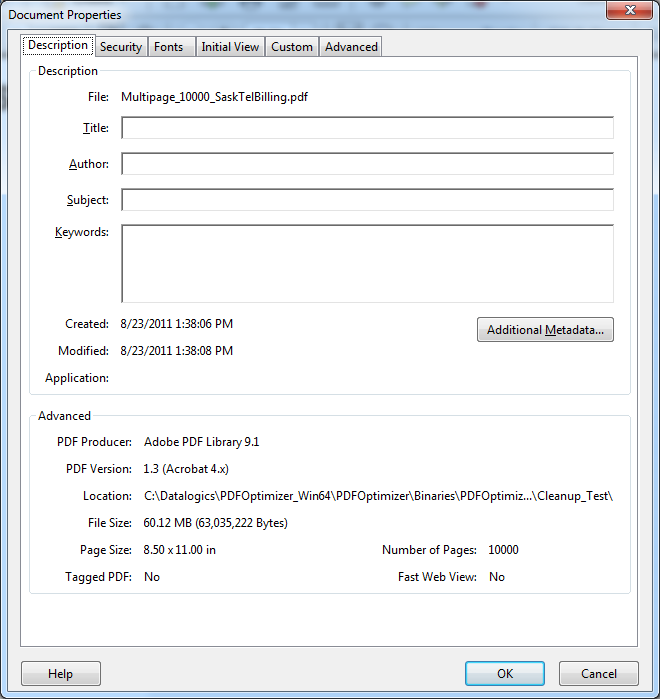 Document Properties
Description Security Fonts Initial View Custom Advanced
Description
File: Multipage_10000_SaskTelBilling.pdf
Title:
Author:
Subject:
Keywords:
Created: 8/23/2011 1:38:06 PM
Additional Metadata...
Modified: 8/23/2011 1:38:08 PM
Application:
Advanced
PDF Producer: Adobe PDF Library 9.1
PDF Version: 1.3 (Acrobat 4.x)
Location: C:\Datalogics\PDFOptimizer_Win64\PDFOptimizer\Binaries\PDFOptimiz...\Cleanup_Test\
File Size: 60.12 MB (63,035,222 Bytes)
Page Size: 8.50 x 11.00 in Number of Pages: 10000
Tagged PDF: No Fast Web View: No
Help OK Cancel